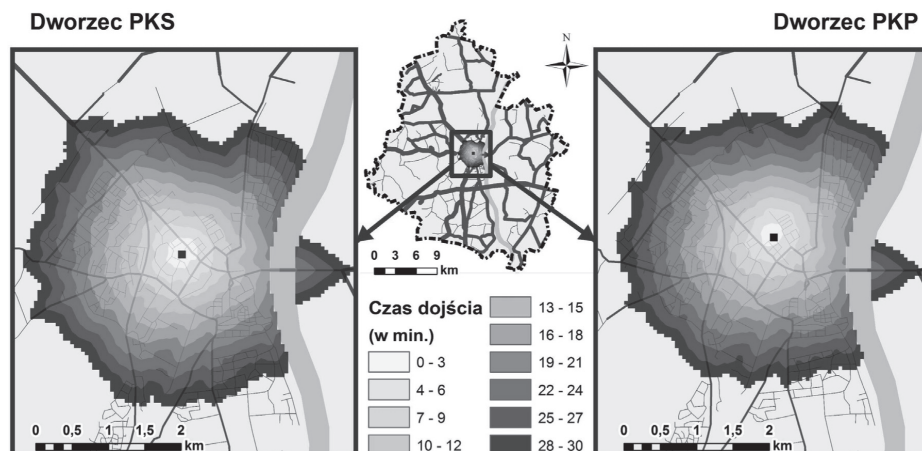 Dworzec PKS
Dworzec PKP
N
0 3 6 9
km
Czas dojścia
(w min.)
0 - 3
4 - 6
7 - 9
10 - 12
13 - 15
16 - 18
19 - 21
22 - 24
25 - 27
28 - 30
0 0,5 1 1,5 2
km
0 0,5 1 1,5 2
km